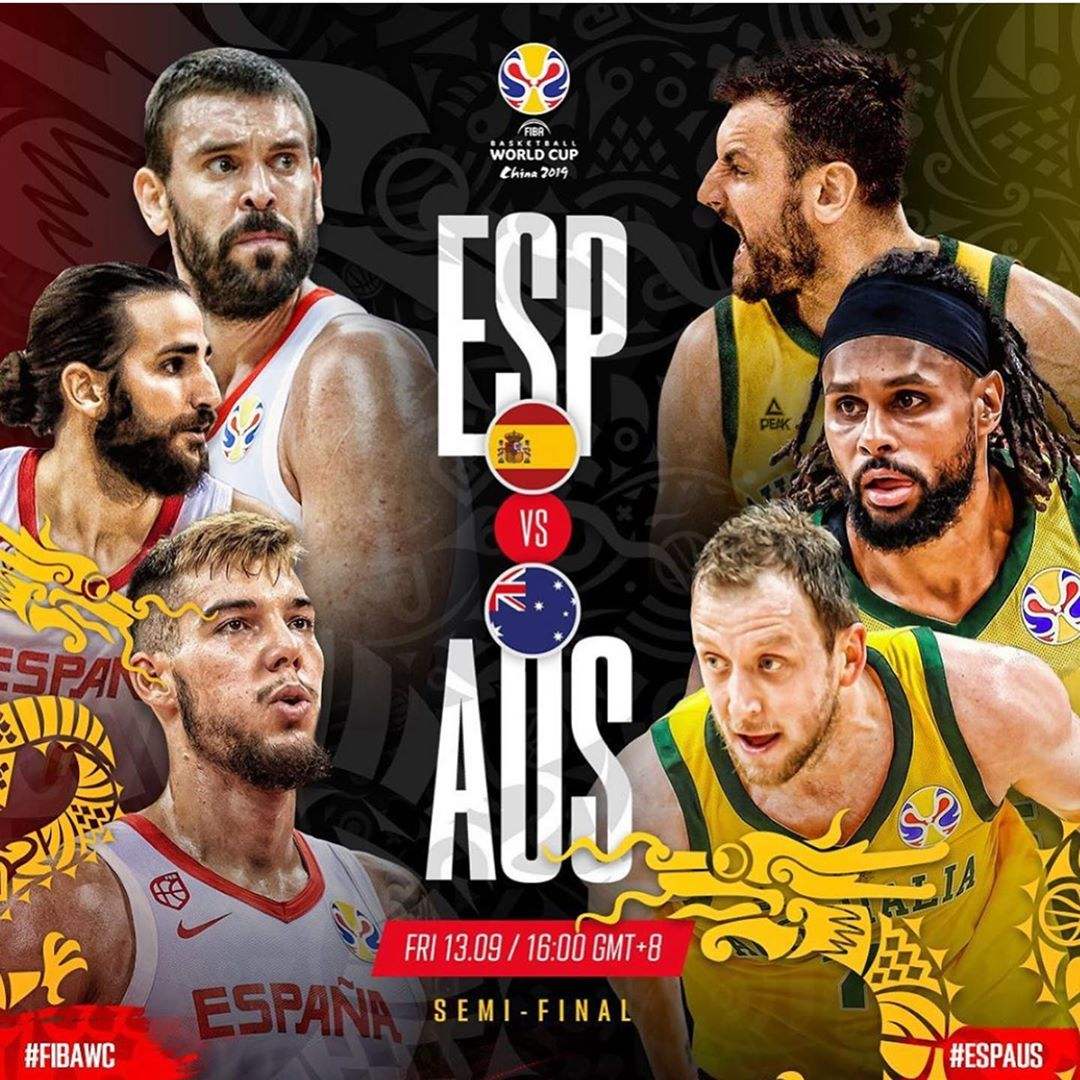 FIBA
BASKETBALL
WORLD CUP
China 2019
ESP
VS
AUS
PEAK
ESPAÑ
ALIA
FRI 13.09 / 16:00 GMT+8
ESPAÑA
SEMI-FINAL
#FIBAWC
#ESPAUS